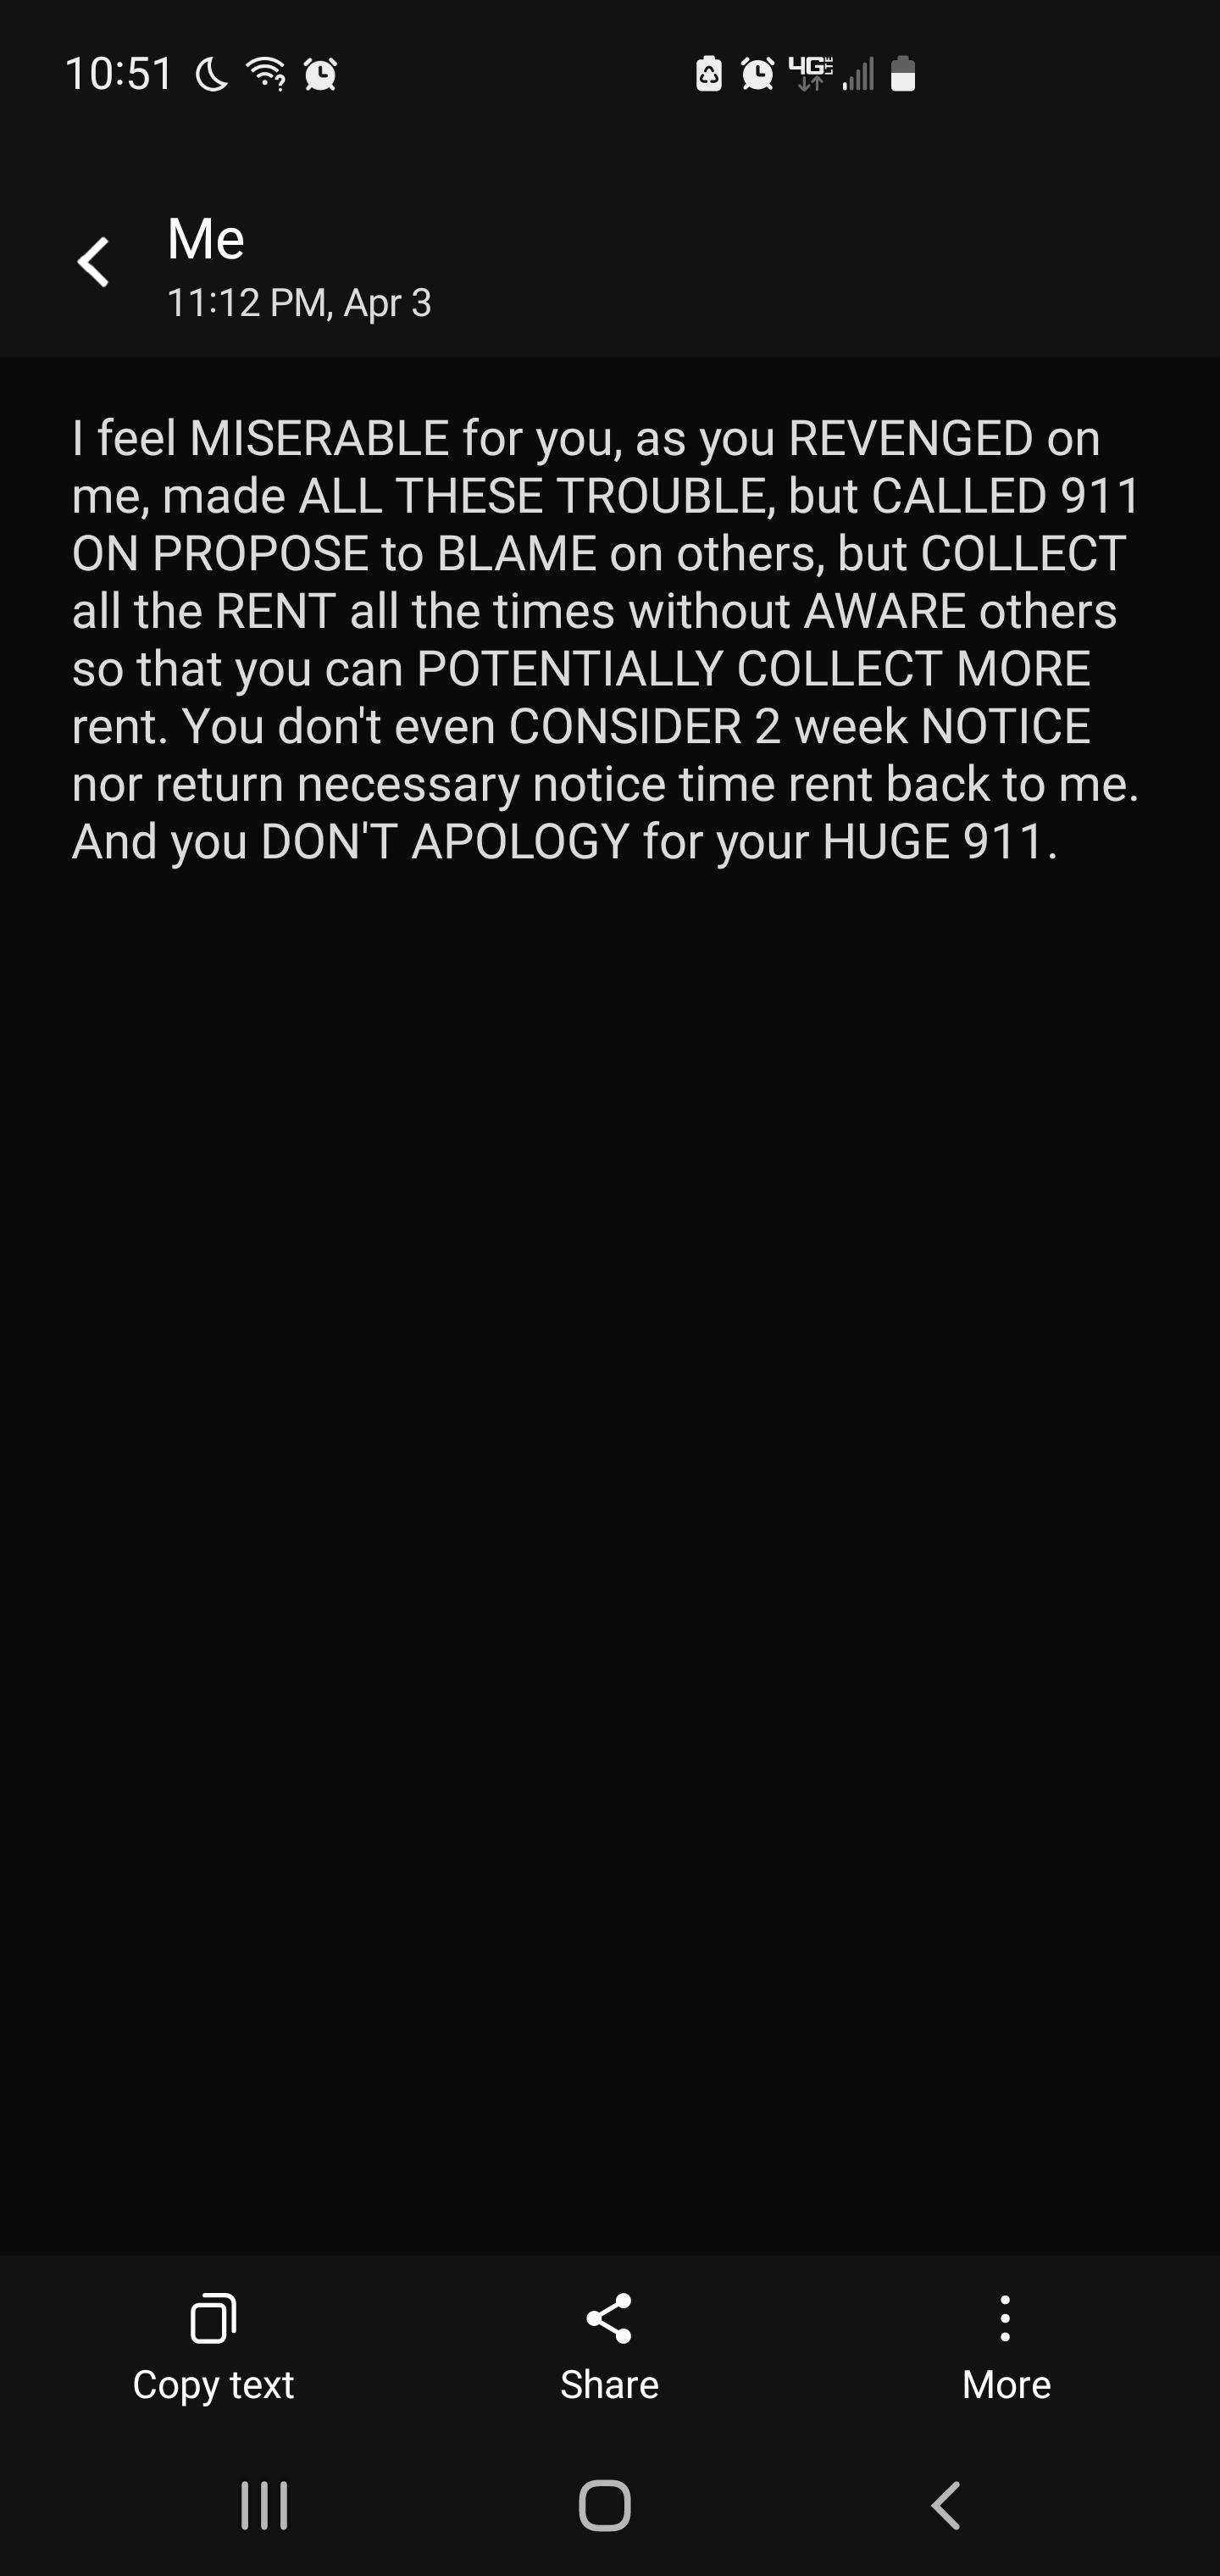 10:51
4G LTE
Me
11:12 PM, Apr 3
I feel MISERABLE for you, as you REVENGED on
me, made ALL THESE TROUBLE, but CALLED 911
ON PROPOSE to BLAME on others, but COLLECT
all the RENT all the times without AWARE others
so that you can POTENTIALLY COLLECT MORE
rent. You don't even CONSIDER 2 week NOTICE
nor return necessary notice time rent back to me.
And you DON'T APOLOGY for your HUGE 911.
Copy text
Share
More